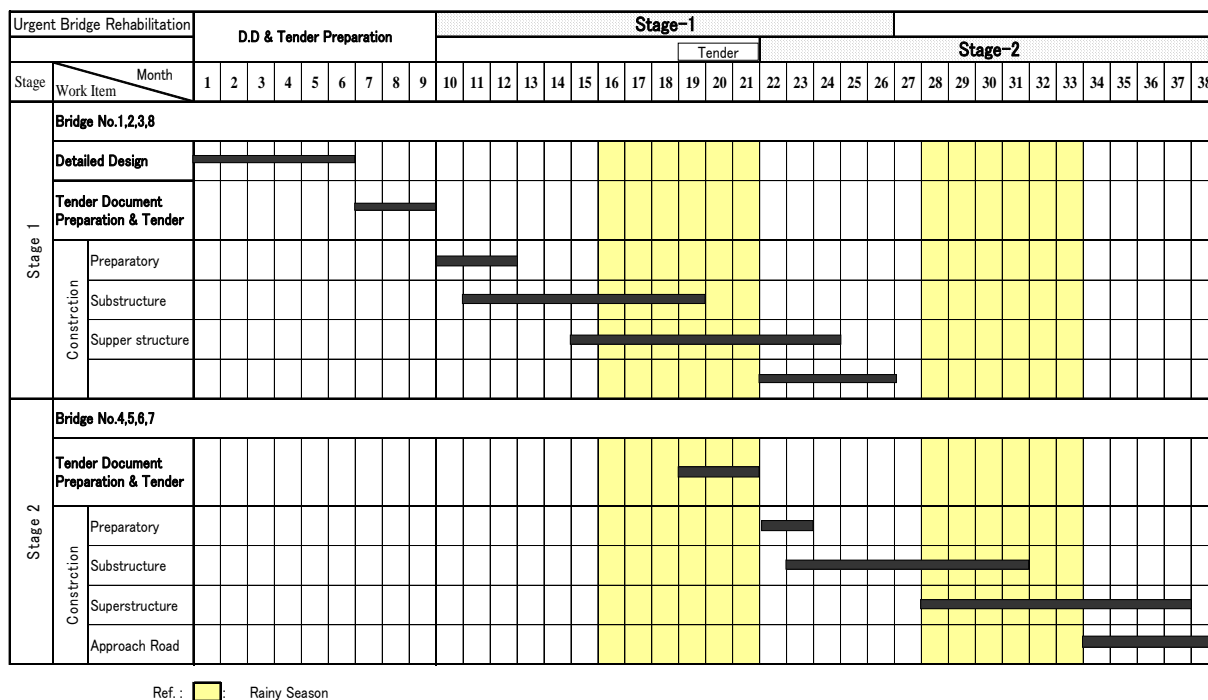 Urgent Bridge Rehabilitation
D.D & Tender Preparation
Stage-1
Tender
Stage-2
Stage
Month
Work Item
1 2 3 4 5 6 7 8 9 10 11 12 13 14 15 16 17 18 19 20 21 22 23 24 25 26 27 28 29 30 31 32 33 34 35 36 37 38
Stage 1
Bridge No.1,2,3,8
Detailed Design
Tender Document
Preparation & Tender
Constrction
Preparatory
Substructure
Supper structure
Stage 2
Bridge No.4,5,6,7
Tender Document
Preparation & Tender
Constrction
Preparatory
Substructure
Superstructure
Approach Road
Ref. : : Rainy Season